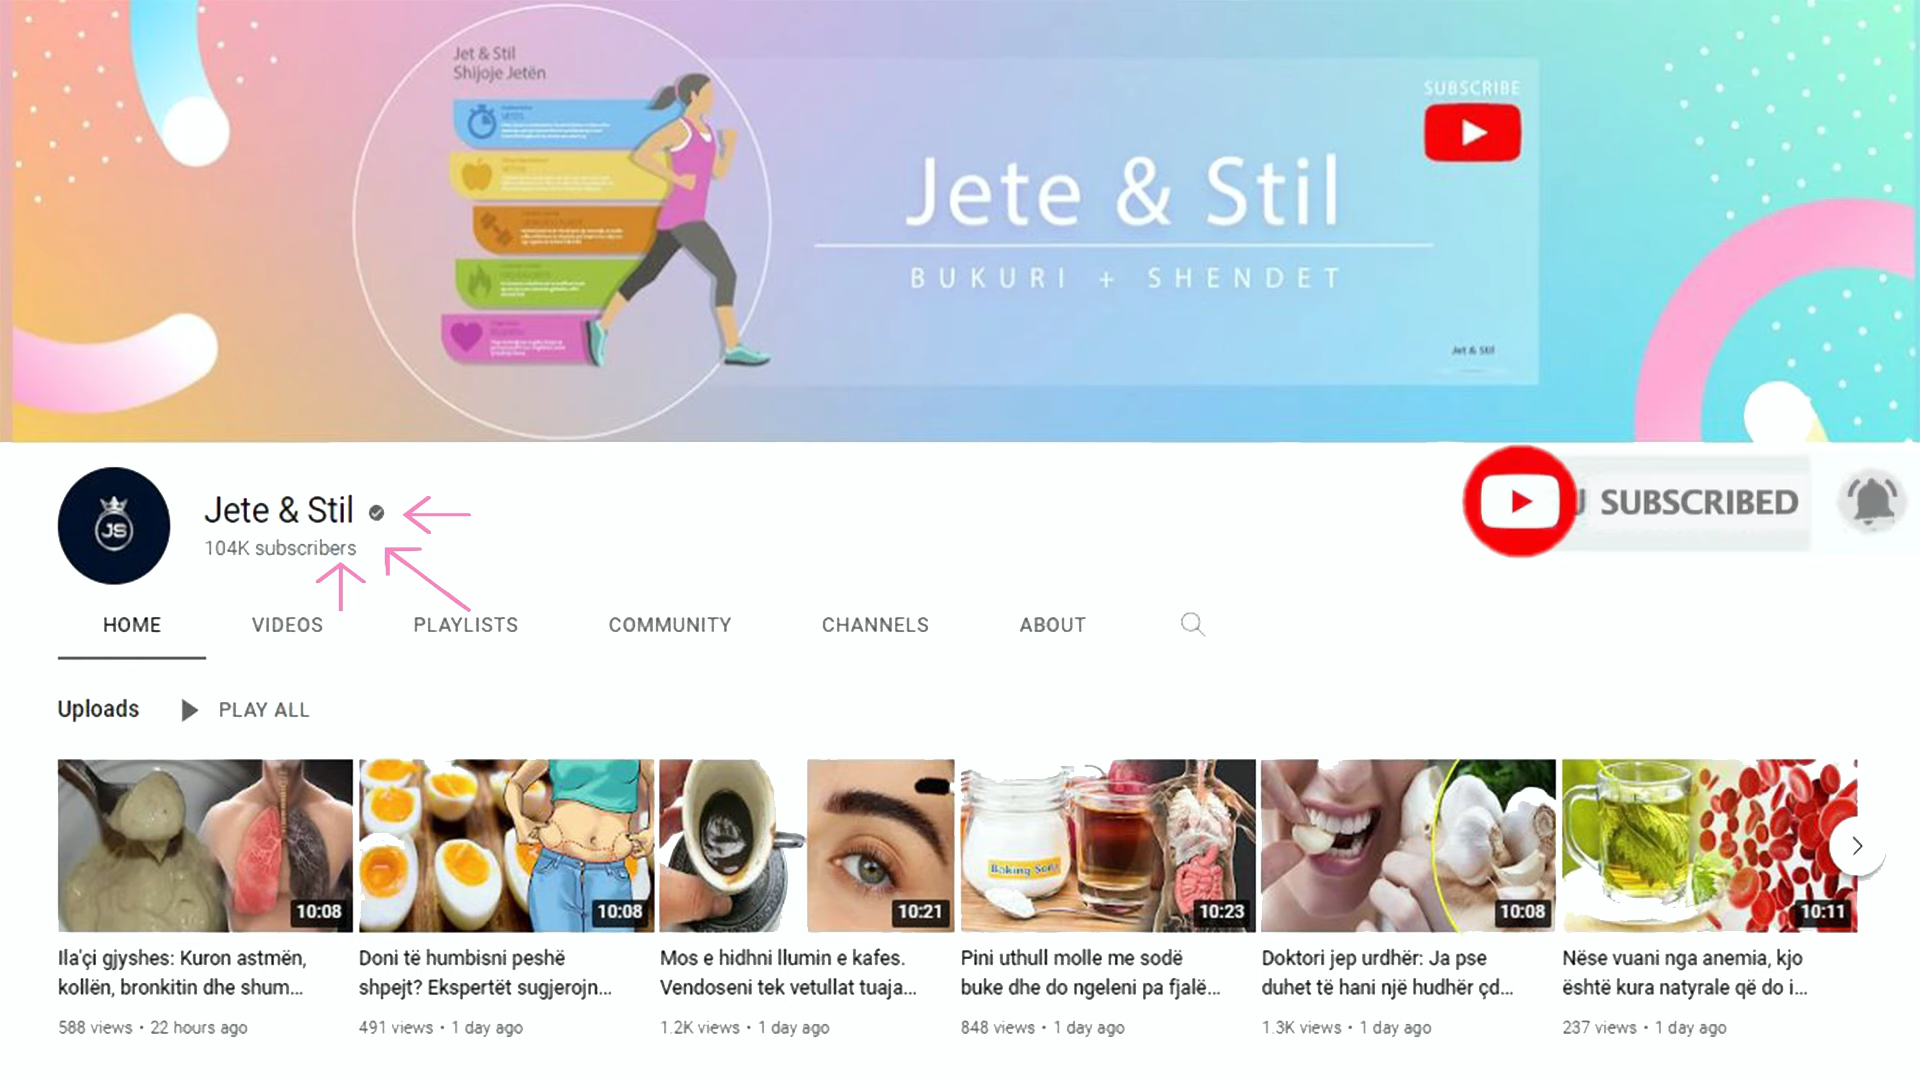 Jet & Stil
Shijoje Jetën
SUBSCRIBE
Jete & Stil
BUKURI + SHENDET
Jet & Stil
JS
Jete & Stil
104K subscribers
SUBSCRIBED
HOME VIDEOS PLAYLISTS COMMUNITY CHANNELS ABOUT
Uploads PLAY ALL
Baking Soda
10:08 10:08 10:21 10:23 10:08 10:11
Ila'çi gjyshes: Kuron astmën,
kollën, bronkitin dhe shum...
588 views • 22 hours ago
Doni të humbisni peshë
shpejt? Ekspertët sugjerojn...
491 views • 1 day ago
Mos e hidhni llumin e kafes.
Vendoseni tek vetullat tuaja...
1.2K views • 1 day ago
Pini uthull molle me sodë
buke dhe do ngeleni pa fjalë...
848 views • 1 day ago
Doktori jep urdhër: Ja pse
duhet të hani një hudhër çd...
1.3K views • 1 day ago
Nëse vuani nga anemia, kjo
është kura natyrale që do i...
237 views • 1 day ago